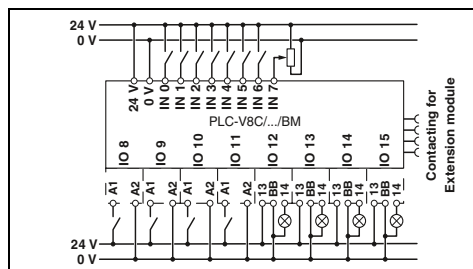 24 V
0 V
24 V
0 V
IN 0
IN 1
IN 2
IN 3
IN 4
IN 5
IN 6
IN 7
PLC-V8C/.../BM
IO 8
IO 9
IO 10
IO 11
IO 12
IO 13
IO 14
IO 15
Contacting for
Extension module
A1
A2
A1
A2
A1
A2
A1
A2
13
BB
14
13
BB
14
13
BB
14
13
BB
14
24 V
0 V